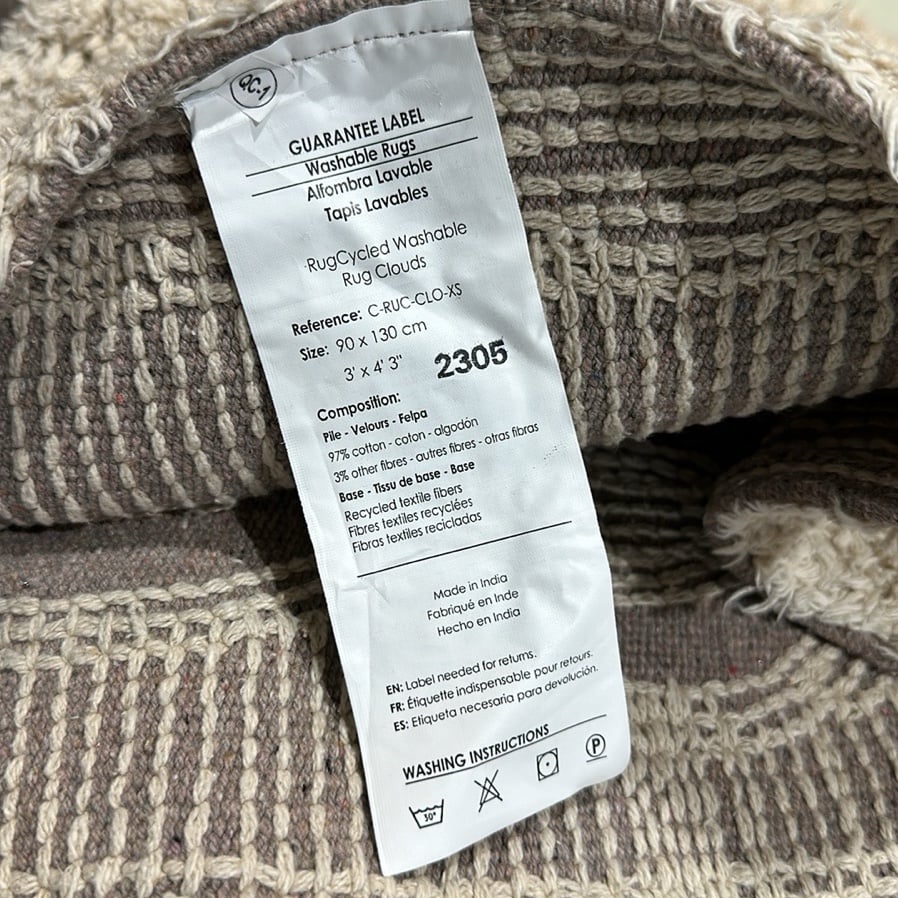 QC-1
GUARANTEE LABEL
Washable Rugs
Alfombra Lavable
Tapis Lavables
RugCycled Washable
Rug Clouds
Reference: C-RUC-CLO-XS
Size: 90 x 130 cm
3' x 4' 3"
2305
Composition:
Pile - Velours - Felpa
97% cotton - coton - algodón
3% other fibres - autres fibres - otras fibras
Base - Tissu de base - Base
Recycled textile fibers
Fibres textiles recyclées
Fibras textiles recicladas
Made in India
Fabriqué en Inde
Hecho en India
EN: Label needed for returns.
FR: Étiquette indispensable pour retours.
ES: Etiqueta necesaria para devolución.
WASHING INSTRUCTIONS
30°
P